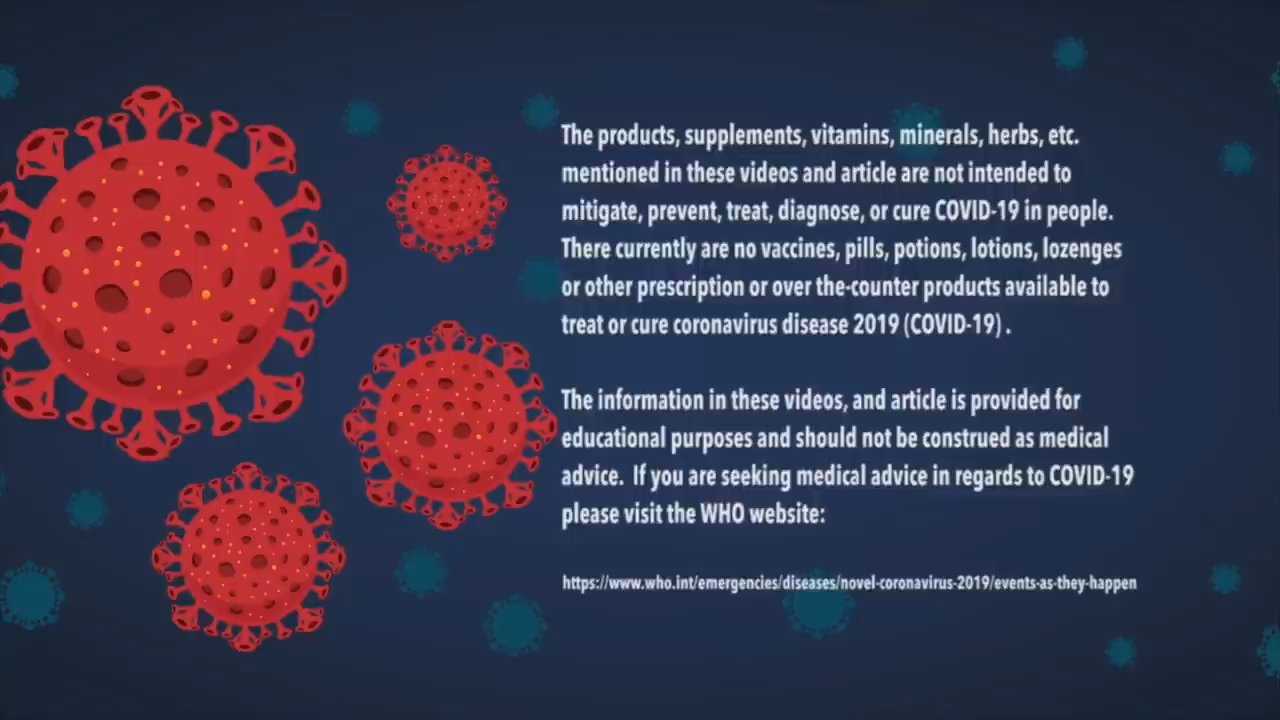 The products, supplements, vitamins, minerals, herbs, etc.
mentioned in these videos and article are not intended to
mitigate, prevent, treat, diagnose, or cure COVID-19 in people.
There currently are no vaccines, pills, potions, lotions, lozenges
or other prescription or over the-counter products available to
treat or cure coronavirus disease 2019 (COVID-19) .
The information in these videos, and article is provided for
educational purposes and should not be construed as medical
advice.  If you are seeking medical advice in regards to COVID-19
please visit the WHO website:
https://www.who.int/emergencies/diseases/novel-coronavirus-2019/events-as-they-happen